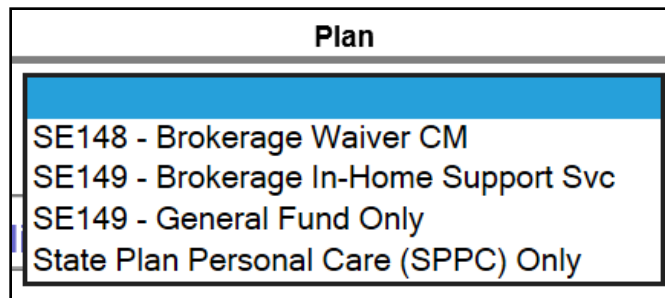 Plan
SE148 - Brokerage Waiver CM
SE149 - Brokerage In-Home Support Svc
SE149 - General Fund Only
State Plan Personal Care (SPPC) Only